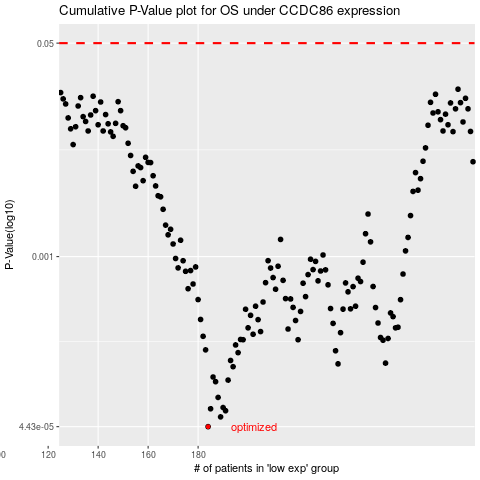 Cumulative P-Value plot for OS under CCDC86 expression
0.05
P-Value(log10)
0.001
4.43e-05
optimized
00 120 140 160 180
# of patients in 'low exp' group